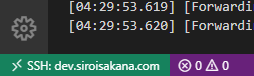 [04:29:53.619] [Forwardi
[04:29:53.620] [Forwardi
SSH: dev.siroisakana.com 0 0